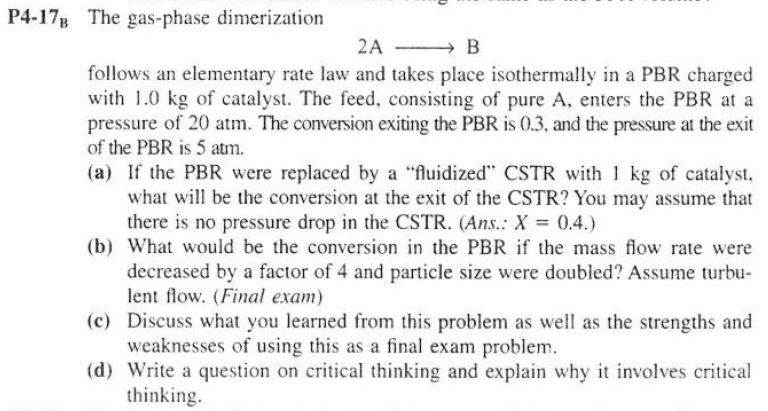 P4-17B The gas-phase dimerization
2A ⟶ B
follows an elementary rate law and takes place isothermally in a PBR charged
with 1.0 kg of catalyst. The feed, consisting of pure A, enters the PBR at a
pressure of 20 atm. The conversion exiting the PBR is 0.3, and the pressure at the exit
of the PBR is 5 atm.
(a) If the PBR were replaced by a “fluidized” CSTR with 1 kg of catalyst,
what will be the conversion at the exit of the CSTR? You may assume that
there is no pressure drop in the CSTR. (Ans.: X = 0.4.)
(b) What would be the conversion in the PBR if the mass flow rate were
decreased by a factor of 4 and particle size were doubled? Assume turbu-
lent flow. (Final exam)
(c) Discuss what you learned from this problem as well as the strengths and
weaknesses of using this as a final exam problem.
(d) Write a question on critical thinking and explain why it involves critical
thinking.